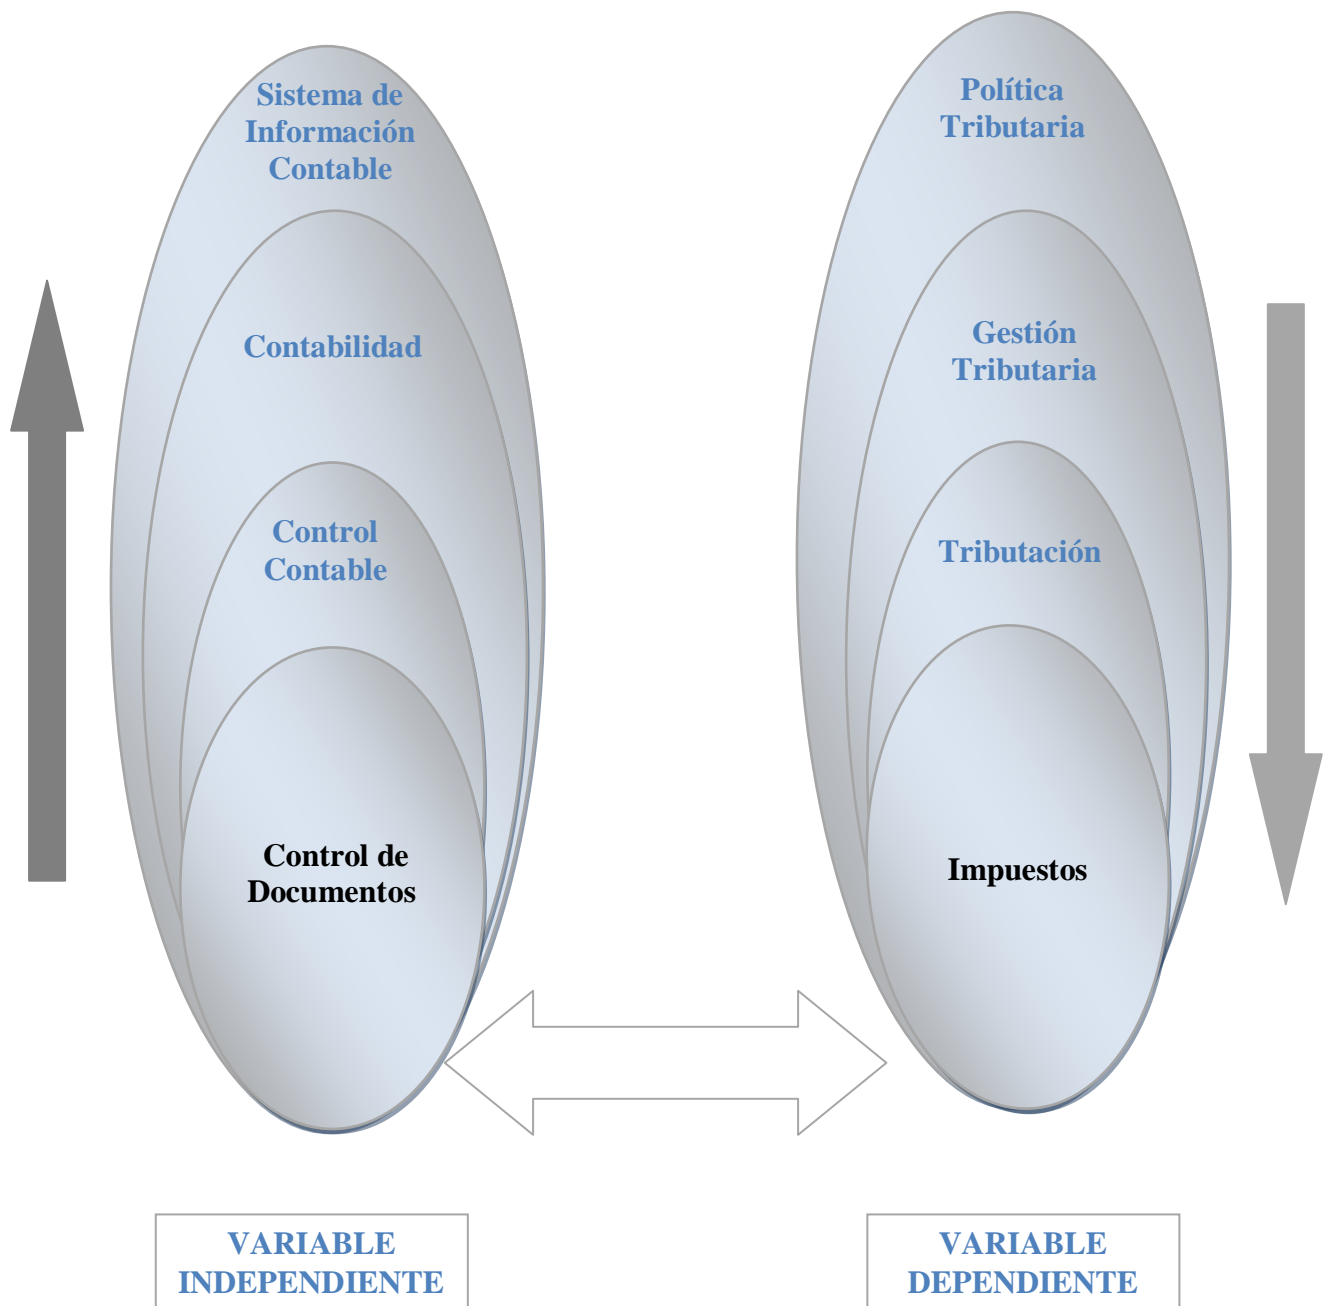 Sistema de
Información
Contable
Contabilidad
Control
Contable
Control de
Documentos
VARIABLE
INDEPENDIENTE
Política
Tributaria
Gestión
Tributaria
Tributación
Impuestos
VARIABLE
DEPENDIENTE